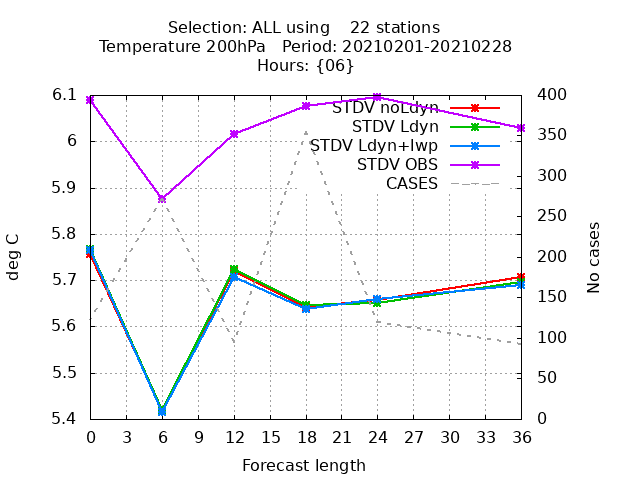 Selection: ALL using 22 stations
Temperature 200hPa Period: 20210201-20210228
Hours: {06}
STDV noLdyn
STDV Ldyn
STDV Ldyn+lwp
STDV OBS
CASES
deg C
6.1
6
5.9
5.8
5.7
5.6
5.5
5.4
400
350
300
250
200
150
100
50
0
No cases
0 3 6 9 12 15 18 21 24 27 30 33 36
Forecast length